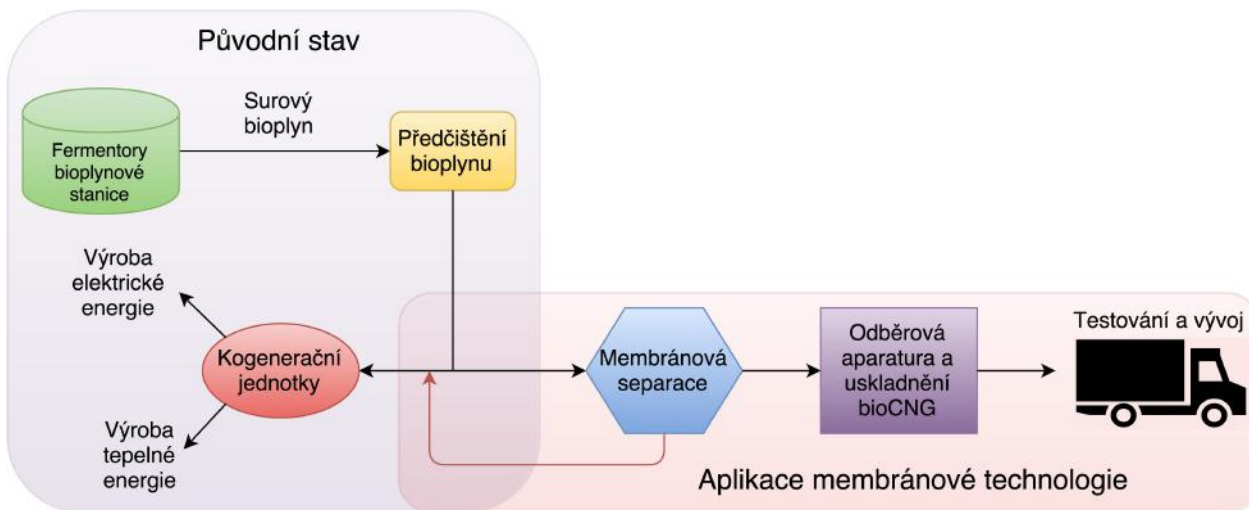 Původní stav
Surový
bioplyn
Fermentory
bioplynové
stanice
Předčištění
bioplynu
Výroba
elektrické
energie
Kogenerační
jednotky
Výroba
tepelné
energie
Membránová
separace
Odběrová
aparatura a
uskladnění
bioCNG
Testování a vývoj
Aplikace membránové technologie